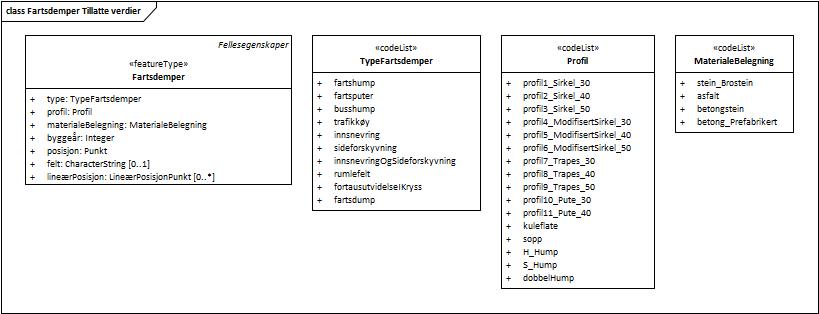 class Fartsdemper Tillatte verdier
Fellesegenskaper
«featureType»
Fartsdemper
+ type: TypeFartsdemper
+ profil: Profil
+ materialeBelegning: MaterialeBelegning
+ byggeår: Integer
+ posisjon: Punkt
+ felt: CharacterString [0..1]
+ lineærPosisjon: LineærPosisjonPunkt [0..*]
«codeList»
TypeFartsdemper
+ fartshump
+ fartsputer
+ busshump
+ trafikkøy
+ innsnevring
+ sideforskyvning
+ innsnevringOgSideforskyvning
+ rumlefelt
+ fortausutvidelseIKryss
+ fartsdump
«codeList»
Profil
+ profil1_Sirkel_30
+ profil2_Sirkel_40
+ profil3_Sirkel_50
+ profil4_ModifisertSirkel_30
+ profil5_ModifisertSirkel_40
+ profil6_ModifisertSirkel_50
+ profil7_Trapes_30
+ profil8_Trapes_40
+ profil9_Trapes_50
+ profil10_Pute_30
+ profil11_Pute_40
+ kuleflate
+ sopp
+ H_Hump
+ S_Hump
+ dobbelHump
«codeList»
MaterialeBelegning
+ stein_Brostein
+ asfalt
+ betongstein
+ betong_Prefabrikert